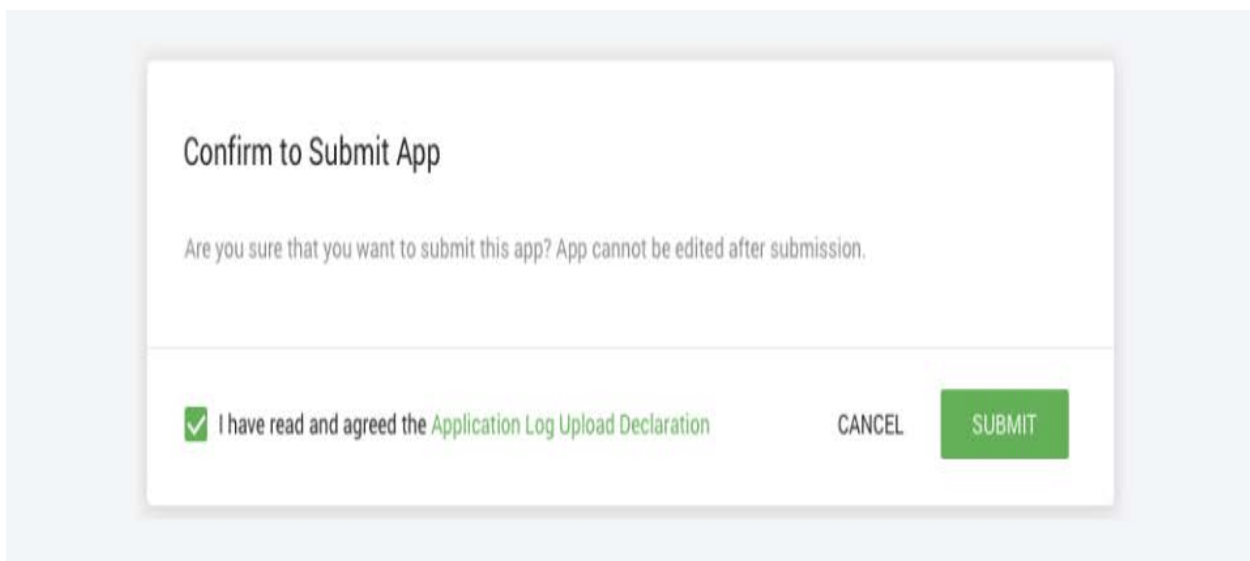 Confirm to Submit App
Are you sure that you want to submit this app? App cannot be edited after submission.
I have read and agreed the Application Log Upload Declaration
CANCEL
SUBMIT